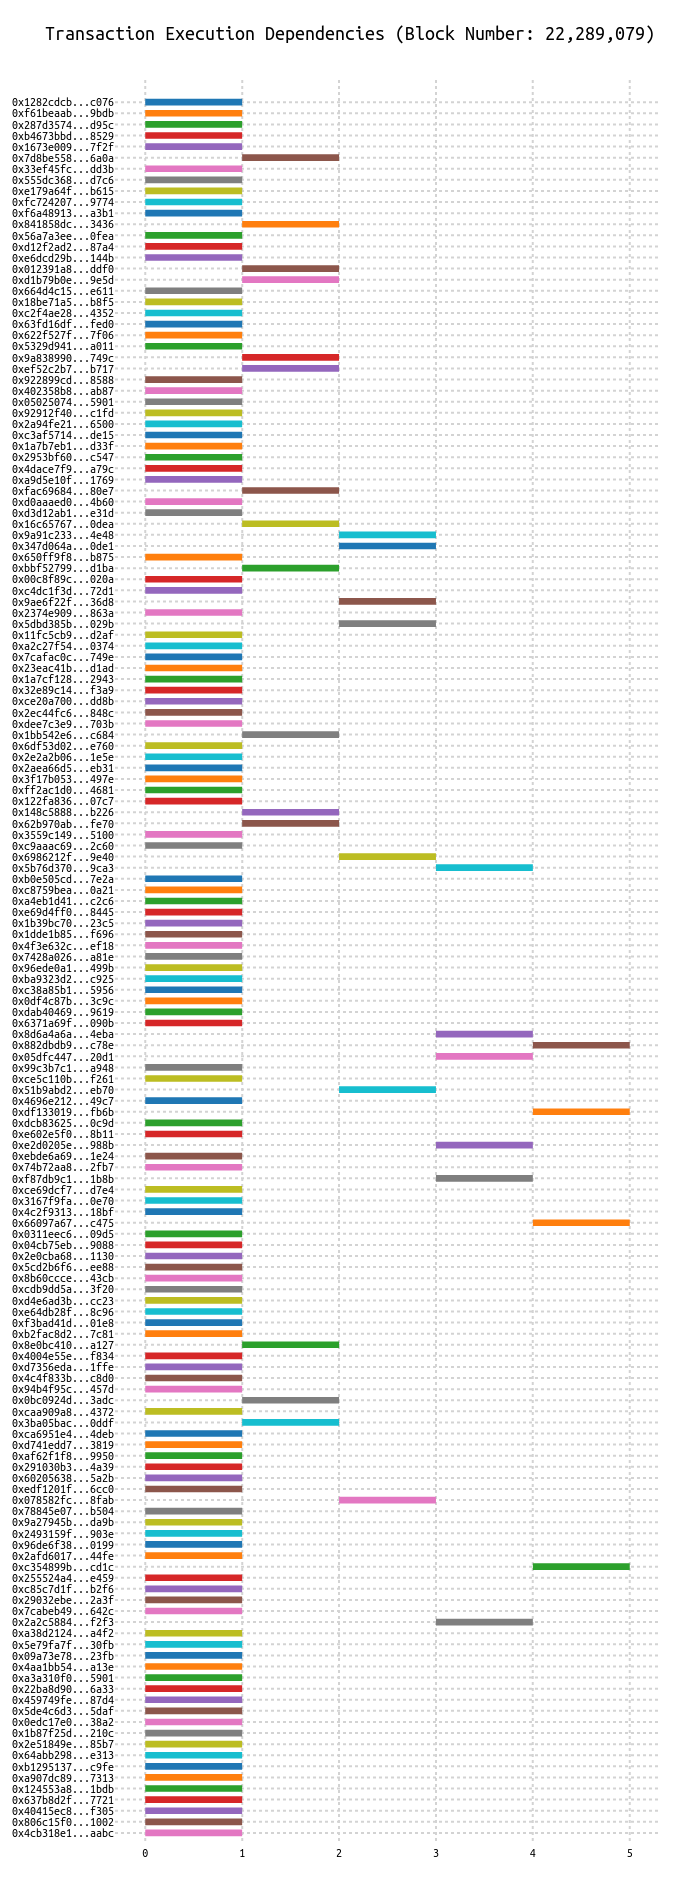 Transaction Execution Dependencies (Block Number: 22,289,079)
0x1282cdcb...c076
0xf61beaab...9bdb
0x287d3574...d95c
0xb4673bbd...8529
0x1673e009...7f2f
0x7d8be558...6a0a
0x33ef45fc...dd3b
0x555dc368...d7c6
0xe179a64f...b615
0xfc724207...9774
0xf6a48913...a3b1
0x841858dc...3436
0x56a7a3ee...0fea
0xd12f2ad2...87a4
0xe6dcd29b...144b
0x012391a8...ddf0
0xd1b79b0e...9e5d
0x664d4c15...e611
0x18be71a5...b8f5
0xc2f4ae28...4352
0x63fd16df...fed0
0x622f527f...7f06
0x5329d941...a011
0x9a838990...749c
0xef52c2b7...b717
0x922899cd...8588
0x402358b8...ab87
0x05025074...5901
0x92912f40...c1fd
0x2a94fe21...6500
0xc3af5714...de15
0x1a7b7eb1...d33f
0x2953bf60...c547
0x4dace7f9...a79c
0xa9d5e10f...1769
0xfac69684...80e7
0xd0aaaed0...4b60
0xd3d12ab1...e31d
0x16c65767...0dea
0x9a91c233...4e48
0x347d064a...0de1
0x650ff9f8...b875
0xbbf52799...d1ba
0x00c8f89c...020a
0xc4dc1f3d...72d1
0x9ae6f22f...36d8
0x2374e909...863a
0x5dbd385b...029b
0x11fc5cb9...d2af
0xa2c27f54...0374
0x7cafac0c...749e
0x23eac41b...d1ad
0x1a7cf128...2943
0x32e89c14...f3a9
0xce20a700...dd8b
0x2ec44fc6...848c
0xdee7c3e9...703b
0x1bb542e6...c684
0x6df53d02...e760
0x2e2a2b06...1e5e
0x2aea66d5...eb31
0x3f17b053...497e
0xff2ac1d0...4681
0x122fa836...07c7
0x148c5888...b226
0x62b970ab...fe70
0x3559c149...5100
0xc9aaac69...2c60
0x6986212f...9e40
0x5b76d370...9ca3
0xb0e505cd...7e2a
0xc8759bea...0a21
0xa4eb1d41...c2c6
0xe69d4ff0...8445
0x1b39bc70...23c5
0x1dde1b85...f696
0x4f3e632c...ef18
0x7428a026...a81e
0x96ede0a1...499b
0xba9323d2...c925
0xc38a85b1...5956
0x0df4c87b...3c9c
0xdab40469...9619
0x6371a69f...090b
0x8d6a4a6a...4eba
0x882dbdb9...c78e
0x05dfc447...20d1
0x99c3b7c1...a948
0xce5c110b...f261
0x51b9abd2...eb70
0x4696e212...49c7
0xdf133019...fb6b
0xdcb83625...0c9d
0xe602e5f0...8b11
0xe2d0205e...988b
0xebde6a69...1e24
0x74b72aa8...2fb7
0xf87db9c1...1b8b
0xce69dcf7...d7e4
0x3167f9fa...0e70
0x4c2f9313...18bf
0x66097a67...c475
0x0311eec6...09d5
0x04cb75eb...9088
0x2e0cba68...1130
0x5cd2b6f6...ee88
0x8b60ccce...43cb
0xcdb9dd5a...3f20
0xd4e6ad3b...cc23
0xe64db28f...8c96
0xf3bad41d...01e8
0xb2fac8d2...7c81
0x8e0bc410...a127
0x4004e55e...f834
0xd7356eda...1ffe
0x4c4f833b...c8d0
0x94b4f95c...457d
0x0bc0924d...3adc
0xcaa909a8...4372
0x3ba05bac...0ddf
0xca6951e4...4deb
0xd741edd7...3819
0xaf62f1f8...9950
0x291030b3...4a39
0x60205638...5a2b
0xedf1201f...6cc0
0x078582fc...8fab
0x78845e07...b504
0x9a27945b...da9b
0x2493159f...903e
0x96de6f38...0199
0x2afd6017...44fe
0xc354899b...cd1c
0x255524a4...e459
0xc85c7d1f...b2f6
0x29032ebe...2a3f
0x7cabeb49...642c
0x2a2c5884...f2f3
0xa38d2124...a4f2
0x5e79fa7f...30fb
0x09a73e78...23fb
0x4aa1bb54...a13e
0xa3a310f0...5901
0x22ba8d90...6a33
0x459749fe...87d4
0x5de4c6d3...5daf
0x0edc17e0...38a2
0x1b87f25d...210c
0x2e51849e...85b7
0x64abb298...e313
0xb1295137...c9fe
0xa907dc89...7313
0x124553a8...1bdb
0x637b8d2f...7721
0x40415ec8...f305
0x806c15f0...1002
0x4cb318e1...aabc
0 1 2 3 4 5